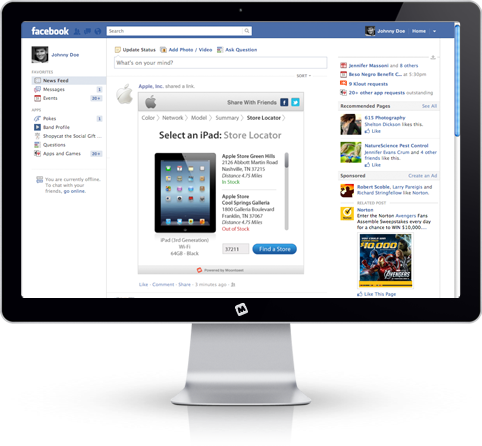 facebook
Search
Johnny Doe
Home
Johnny Doe
FAVORITES
News Feed
Messages 1
Events 20+
APPS
Pokes 1
Band Profile
Shopycat the Social Gift ...
Questions
Apps and Games 20+
You are currently offline.
To chat with your
friends, go online.
Update Status
Add Photo / Video
Ask Question
What's on your mind?
SORT
Apple, Inc. shared a link.
Share With Friends
Color
Network
Model
Summary
Store Locator
Select an iPad: Store Locator
Apple Store Green Hills
2126 Abbott Martin Road
Nashville, TN 37215
Distance 4.75 Miles
In Stock
Apple Store
Cool Springs Galleria
1800 Galleria Boulevard
Franklin, TN 37067
Distance 4.75 Miles
Out of Stock
iPad (3rd Generation)
Wi-Fi
64GB - Black
37215
Find a Store
Powered by
Like · Comment · Share · 3 minutes ago ·
Jennifer Massoni and 8 others
Beso Negro Benefit C... at 5:30pm
9 Klout requests
20+ other app requests outstanding
Recommended Pages
See All
615 Photography
Shelton Dickson likes this.
Like
NatureScience Pest Control
Jennifer Evans Crum and 4 other
friends like this.
Like
Sponsored
Create an Ad
Robert Scoble, Larry Parsigis and
Richard Stringfellow like Norton.
RELATED POST
Norton
Enter the Norton Avengers Fans
Assemble Sweepstakes every day
for a chance to WIN $10,000...
$10,000
AVENGERS
Like This Page